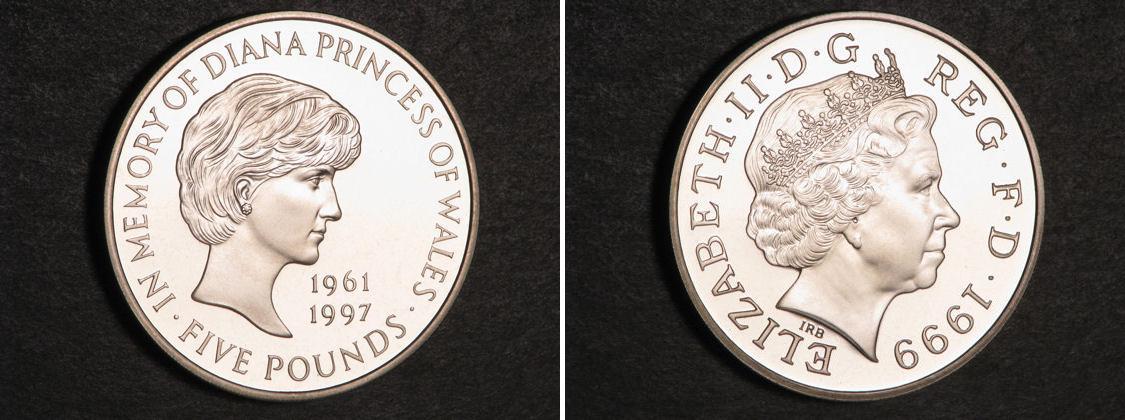 IN MEMORY OF DIANA PRINCESS OF WALES
1961
1997
· FIVE POUNDS ·
ELIZABETH·II·D·G REG·F·D·1999
IRB